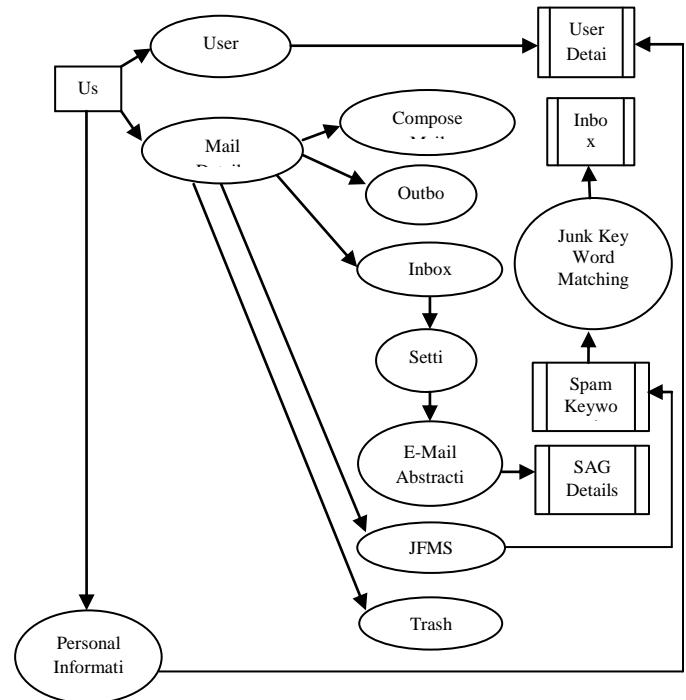 User
User
Detai
Us
Compose
Mail
Inbo
x
Outbo
Junk Key
Word
Matching
Inbox
Setti
Spam
Keywo
E-Mail
Abstracti
SAG
Details
JFMS
Trash
Personal
Informati